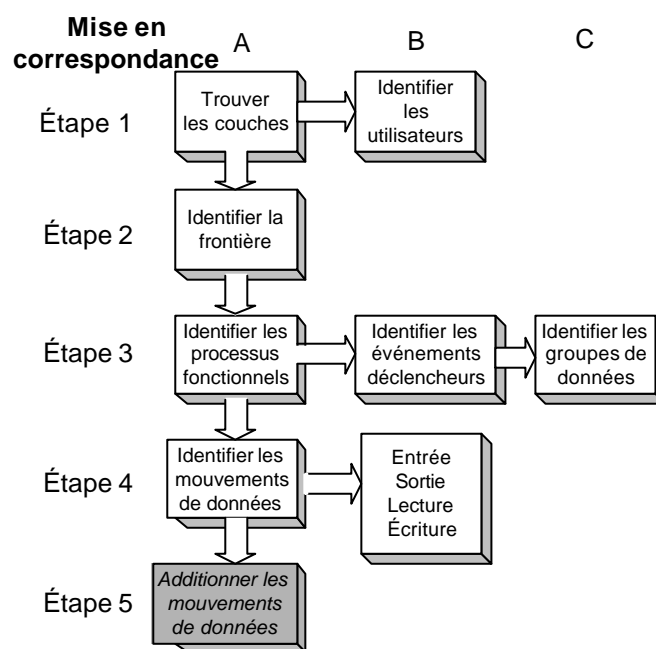 Mise en
correspondance
A
B
C
Étape 1
Trouver
les couches
Identifier
les
utilisateurs
Étape 2
Identifier la
frontière
Étape 3
Identifier les
processus
fonctionnels
Identifier les
événements
déclencheurs
Identifier les
groupes de
données
Étape 4
Identifier les
mouvements
de données
Entrée
Sortie
Lecture
Écriture
Étape 5
Additionner les
mouvements
de données